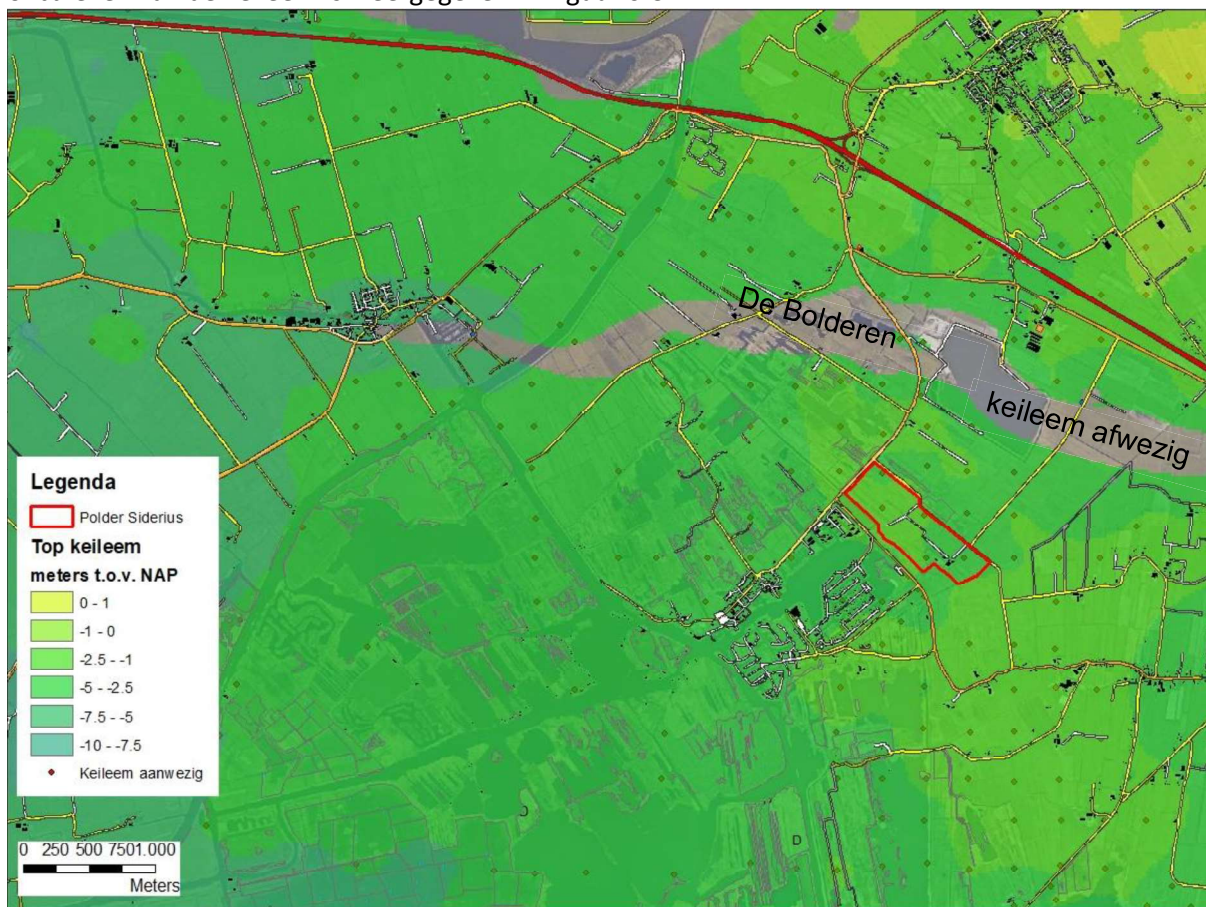 De Bolderen
keileem afwezig
Legenda
Polder Siderius
Top keileem
meters t.o.v. NAP
0 - 1
-1 - 0
-2.5 - -1
-5 - -2.5
-7.5 - -5
-10 - -7.5
Keileem aanwezig
0 250 500 7501.000
Meters
D
D